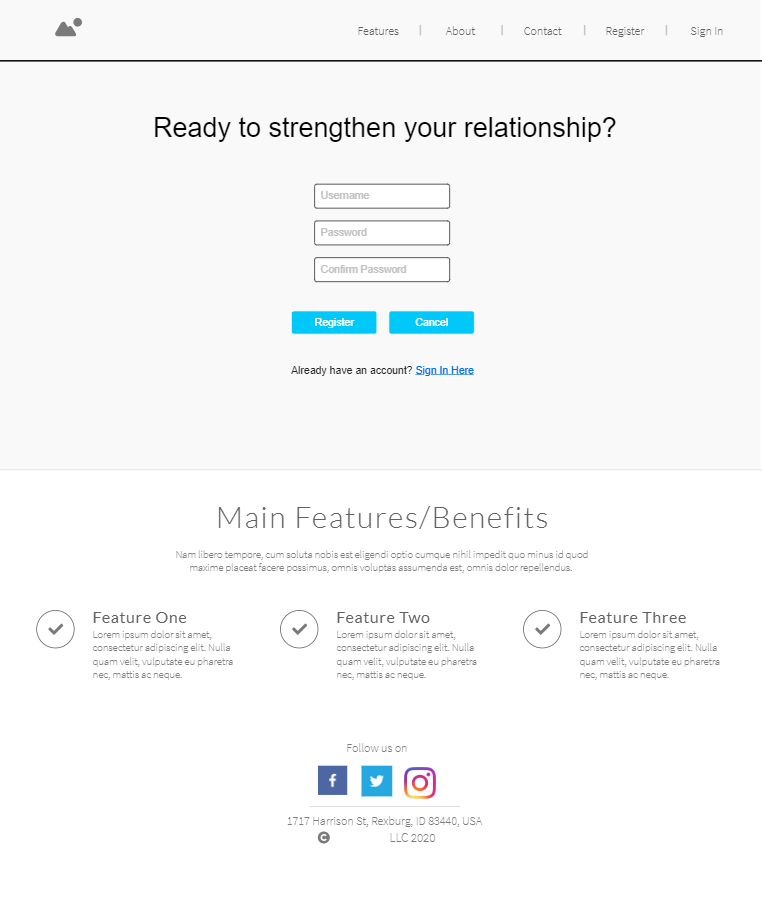 Features | About | Contact | Register | Sign In
Ready to strengthen your relationship?
Username
Password
Confirm Password
Register Cancel
Already have an account? Sign In Here
Main Features/Benefits
Nam libero tempore, cum soluta nobis est eligendi optio cumque nihil impedit quo minus id quod
maxime placeat facere possimus, omnis voluptas assumenda est, omnis dolor repellendus.
Feature One
Lorem ipsum dolor sit amet,
consectetur adipiscing elit. Nulla
quam velit, vulputate eu pharetra
nec, mattis ac neque.
Feature Two
Lorem ipsum dolor sit amet,
consectetur adipiscing elit. Nulla
quam velit, vulputate eu pharetra
nec, mattis ac neque.
Feature Three
Lorem ipsum dolor sit amet,
consectetur adipiscing elit. Nulla
quam velit, vulputate eu pharetra
nec, mattis ac neque.
Follow us on
1717 Harrison St, Rexburg, ID 83440, USA
© LLC 2020